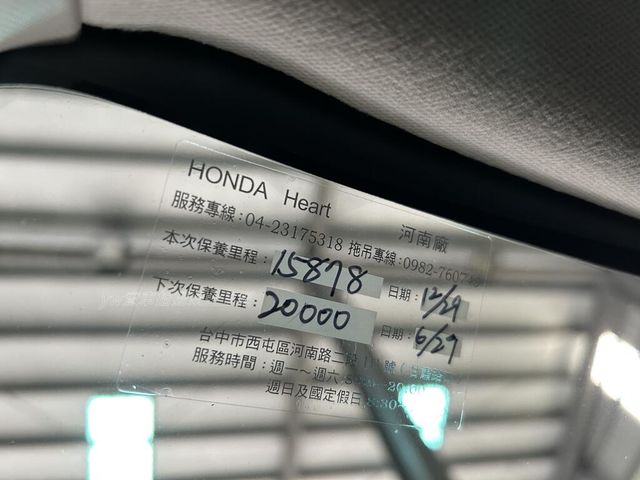 HONDA Heart 河南廠
服務專線:04-23175318 拖吊專線:0982-760
本次保養里程: 15878 日期: 12/29
下次保養里程: 20000 日期: 6/29
台中市西屯區河南路二段
服務時間:週一~週六
週日及國定假日